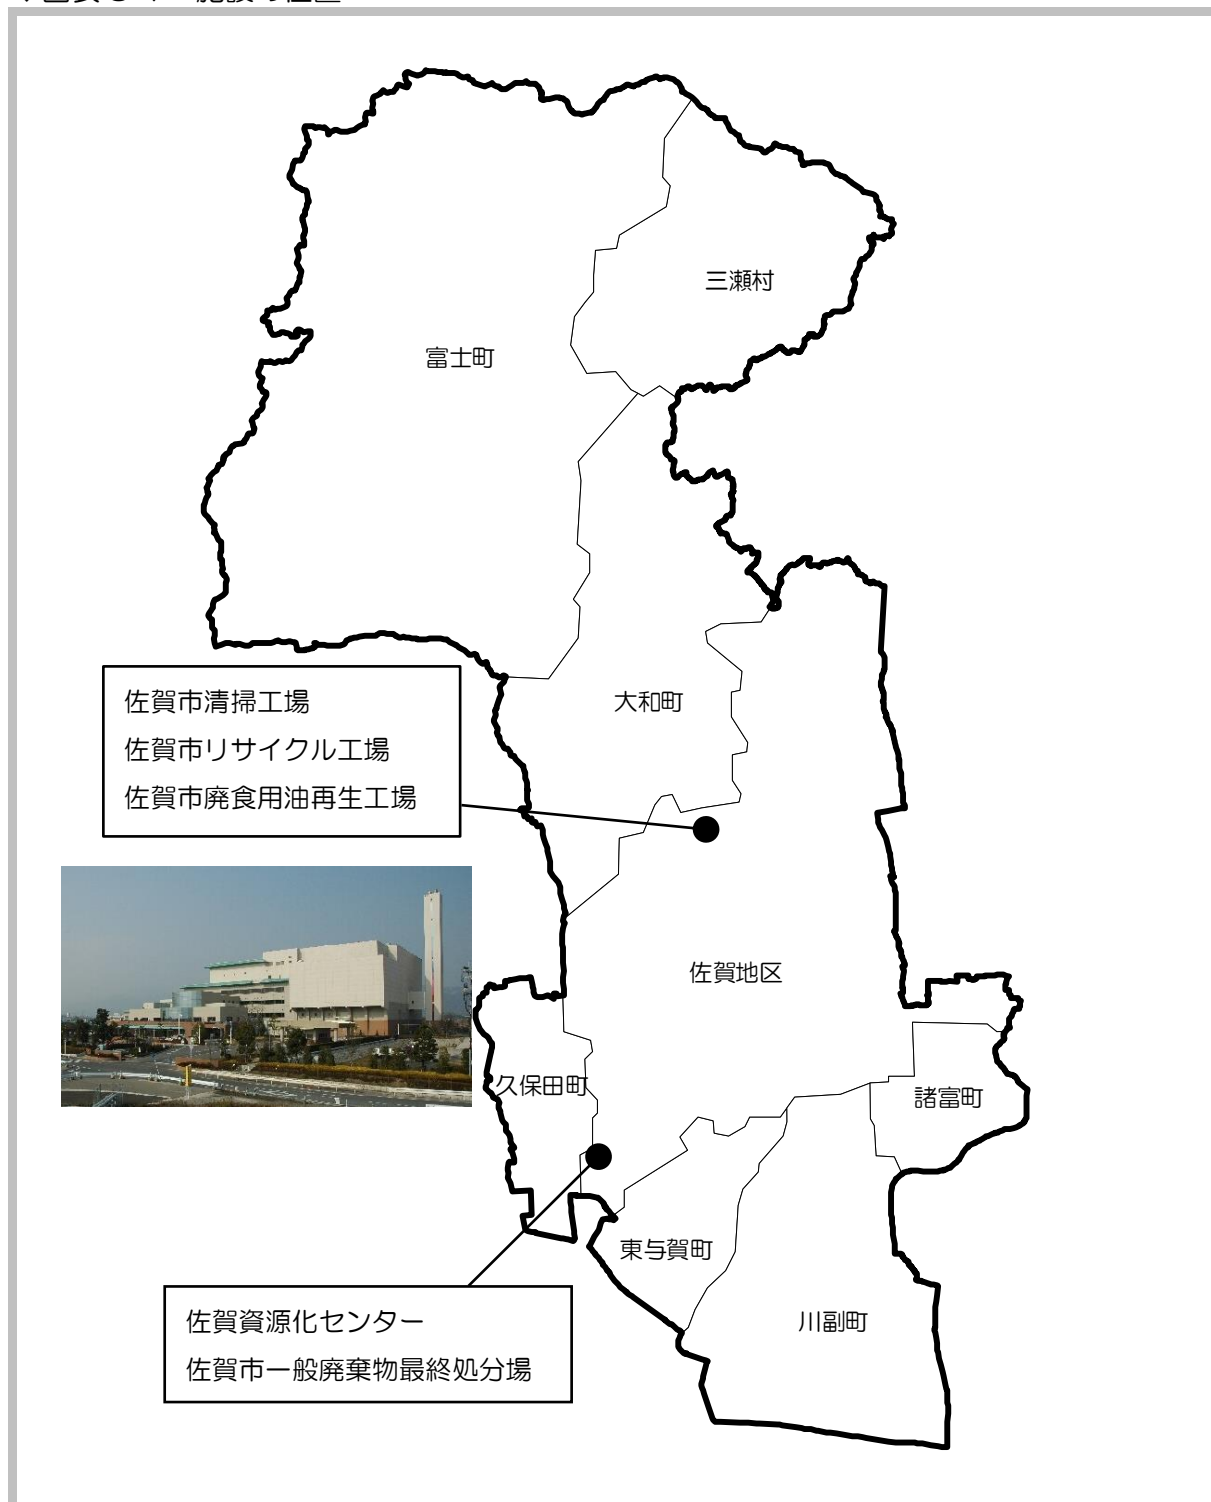 三瀬村
富士町
佐賀市清掃工場
佐賀市リサイクル工場
佐賀市廃食用油再生工場
大和町
佐賀地区
久保田町
諸富町
東与賀町
川副町
佐賀資源化センター
佐賀市一般廃棄物最終処分場